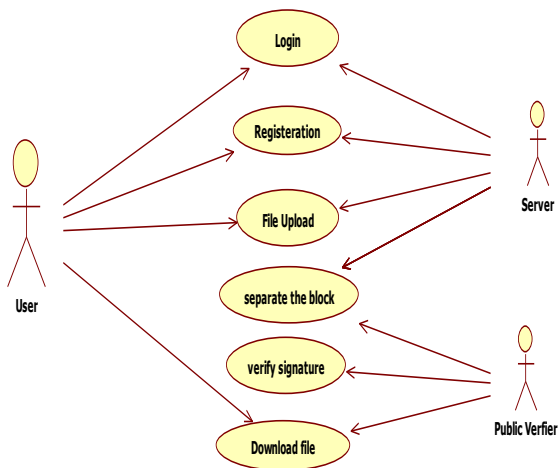 Login
Registeration
File Upload
Server
separate the block
User
verify signature
Public Verfier
Download file